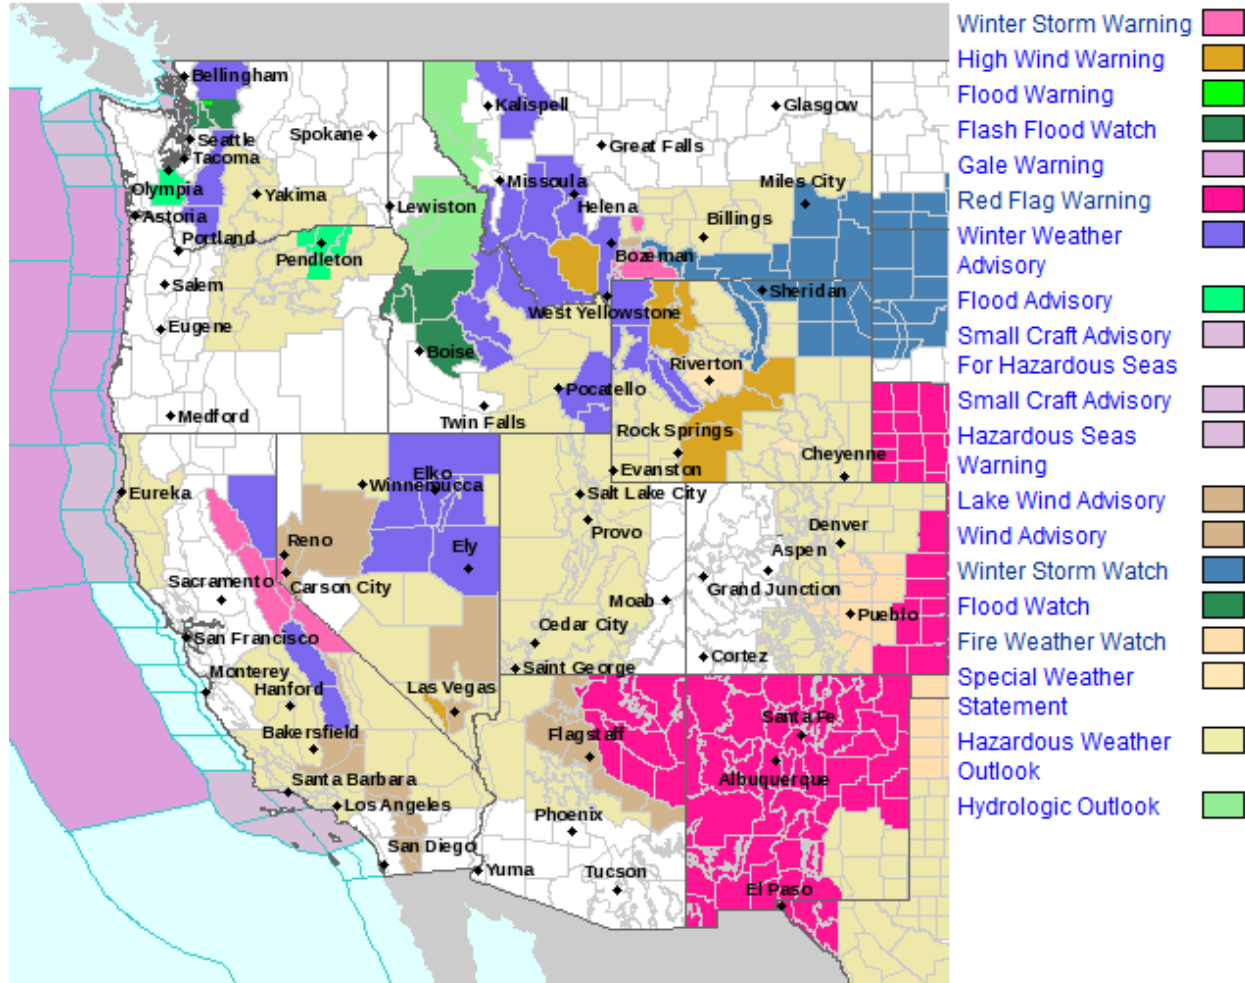 Bellingham
Kalispell
Glasgow
Seattle
Spokane
Great Falls
Tacoma
Olympia
Yakima
Missoula
Miles City
Astoria
Lewiston
Helena
Billings
Portland
Pendleton
Bozeman
Salem
Sheridan
West Yellowstone
Eugene
Boise
Riverton
Pocatello
Medford
Twin Falls
Rock Springs
Cheyenne
Elko
Evanston
Eureka
Winnemucca
Salt Lake City
Provo
Denver
Reno
Ely
Aspen
Sacramento
Carson City
Grand Junction
Moab
Pueblo
San Francisco
Cedar City
Cortez
Monterey
Saint George
Hanford
Las Vegas
Santa Fe
Bakersfield
Flagstaff
Albuquerque
Santa Barbara
Los Angeles
Phoenix
San Diego
Yuma
Tucson
El Paso
Winter Storm Warning
High Wind Warning
Flood Warning
Flash Flood Watch
Gale Warning
Red Flag Warning
Winter Weather
Advisory
Flood Advisory
Small Craft Advisory
For Hazardous Seas
Small Craft Advisory
Hazardous Seas
Warning
Lake Wind Advisory
Wind Advisory
Winter Storm Watch
Flood Watch
Fire Weather Watch
Special Weather
Statement
Hazardous Weather
Outlook
Hydrologic Outlook